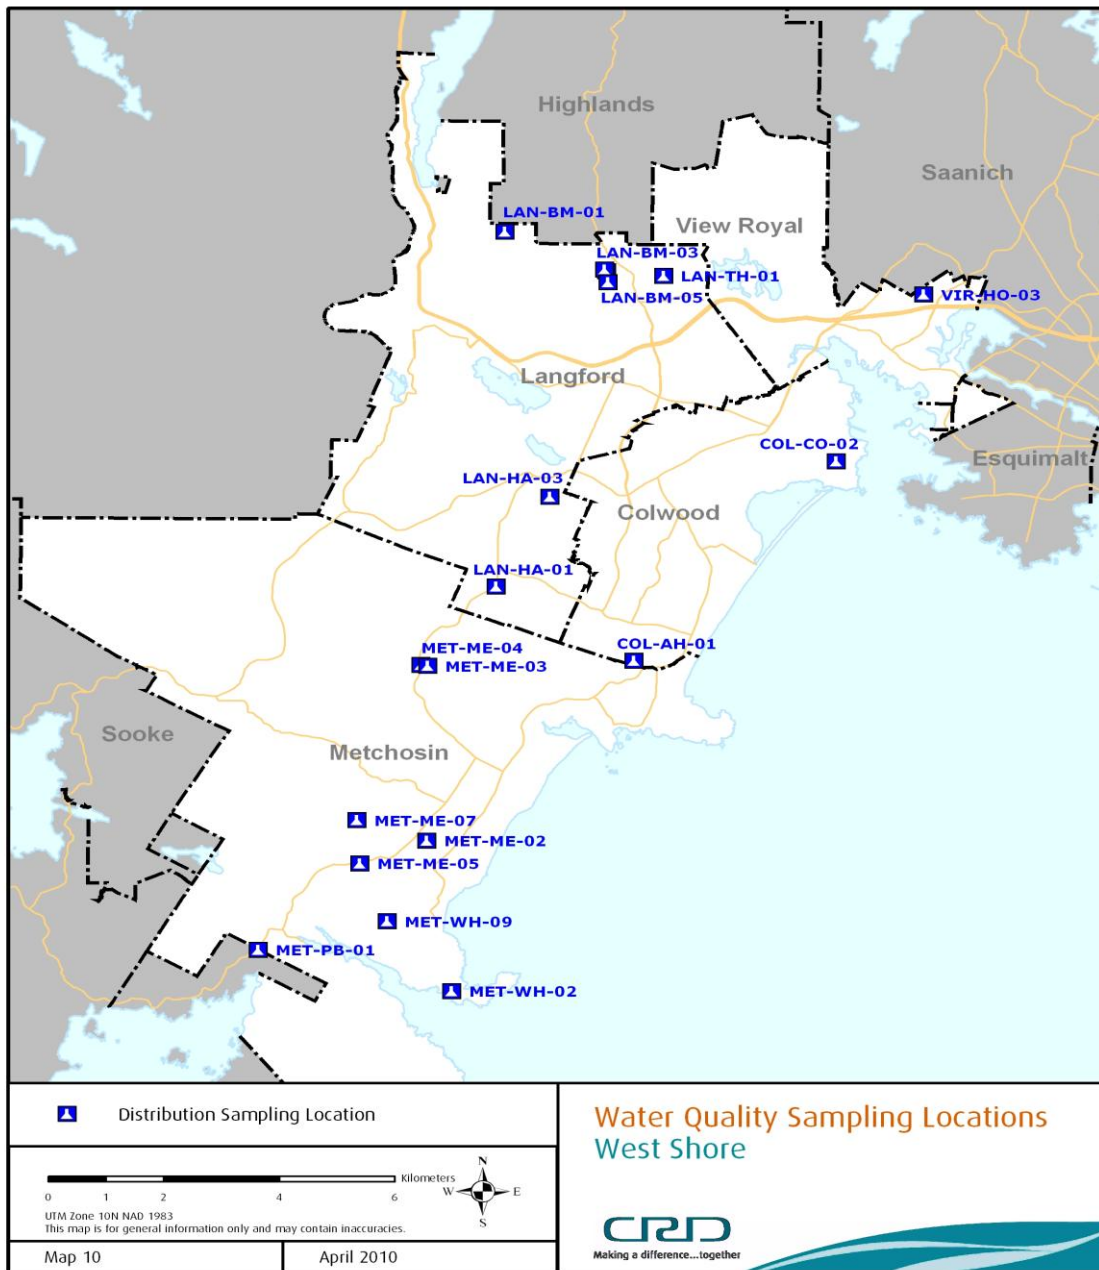 Highlands
Saanich
LAN-BM-01
View Royal
LAN-BM-03
LAN-TH-01
LAN-BM-05
VIR-HO-03
Langford
COL-CO-02
Esquimalt
LAN-HA-03
Colwood
LAN-HA-01
COL-AH-01
MET-ME-04
MET-ME-03
Sooke
Metchosin
MET-ME-07
MET-ME-02
MET-ME-05
MET-WH-09
MET-PB-01
MET-WH-02
Distribution Sampling Location
Kilometers
0 1 2 4 6
N
W E
S
UTM Zone 10N NAD 1983
This map is for general information only and may contain inaccuracies.
Map 10
April 2010
Water Quality Sampling Locations
West Shore
CRD
Making a difference...together